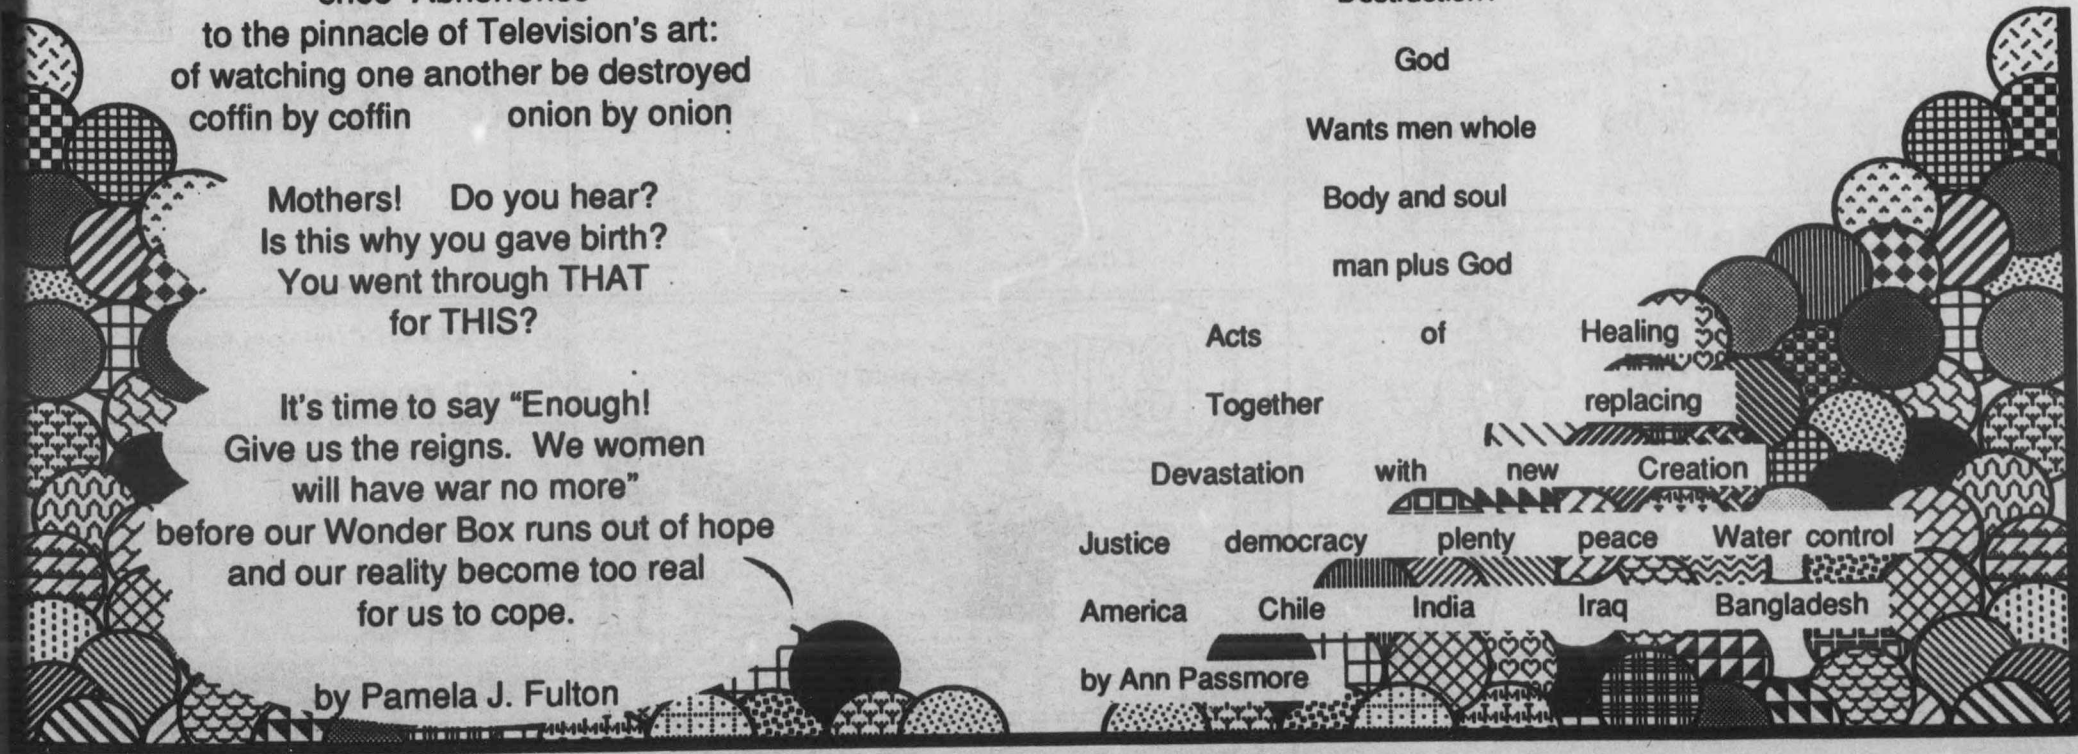 to the pinnacle of Television's art:
of watching one another be destroyed
coffin by coffin onion by onion
Mothers! Do you hear?
Is this why you gave birth?
You went through THAT
for THIS?
It's time to say “Enough!
Give us the reigns. We women
will have war no more”
before our Wonder Box runs out of hope
and our reality become too real
for us to cope.
by Pamela J. Fulton
God
Wants men whole
Body and soul
man plus God
Acts of Healing
Together replacing
Devastation with new Creation
Justice democracy plenty peace Water control
America Chile India Iraq Bangladesh
by Ann Passmore